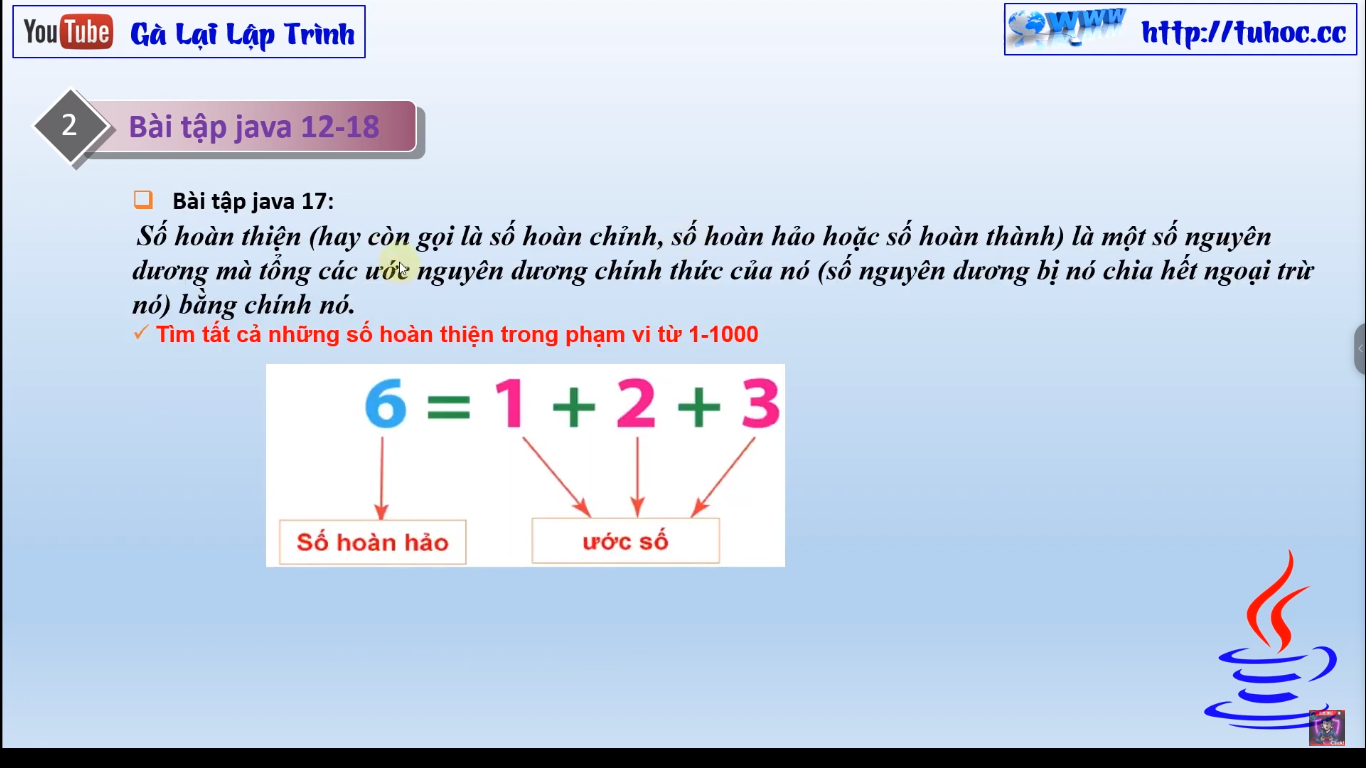 YouTube Gà Lại Lập Trình
http://tuhoc.cc
2 Bài tập java 12-18
Bài tập java 17:
Số hoàn thiện (hay còn gọi là số hoàn chỉnh, số hoàn hảo hoặc số hoàn thành) là một số nguyên
dương mà tổng các ước nguyên dương chính thức của nó (số nguyên dương bị nó chia hết ngoại trừ
nó) bằng chính nó.
Tìm tất cả những số hoàn thiện trong phạm vi từ 1-1000
6 = 1 + 2 + 3
Số hoàn hảo
ước số